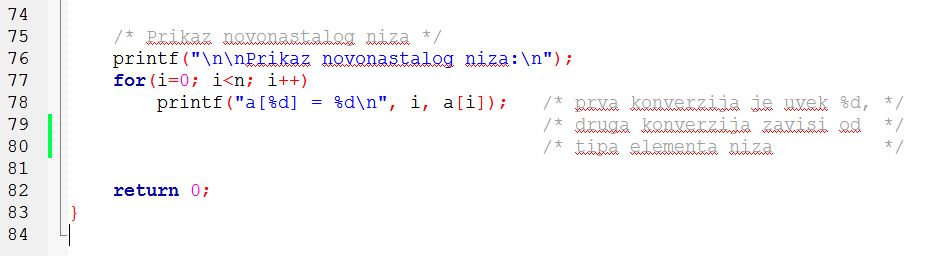 74
75 /* Prikaz novonastalog niza */
76 printf("\n\nPrikaz novonastalog niza:\n");
77 for(i=0; i<n; i++)
78 printf("a[%d] = %d\n", i, a[i]); /* prva konverzija je uvek %d, */
79 /* druga konverzija zavisi od */
80 /* tipa elementa niza */
81
82 return 0;
83 }
84